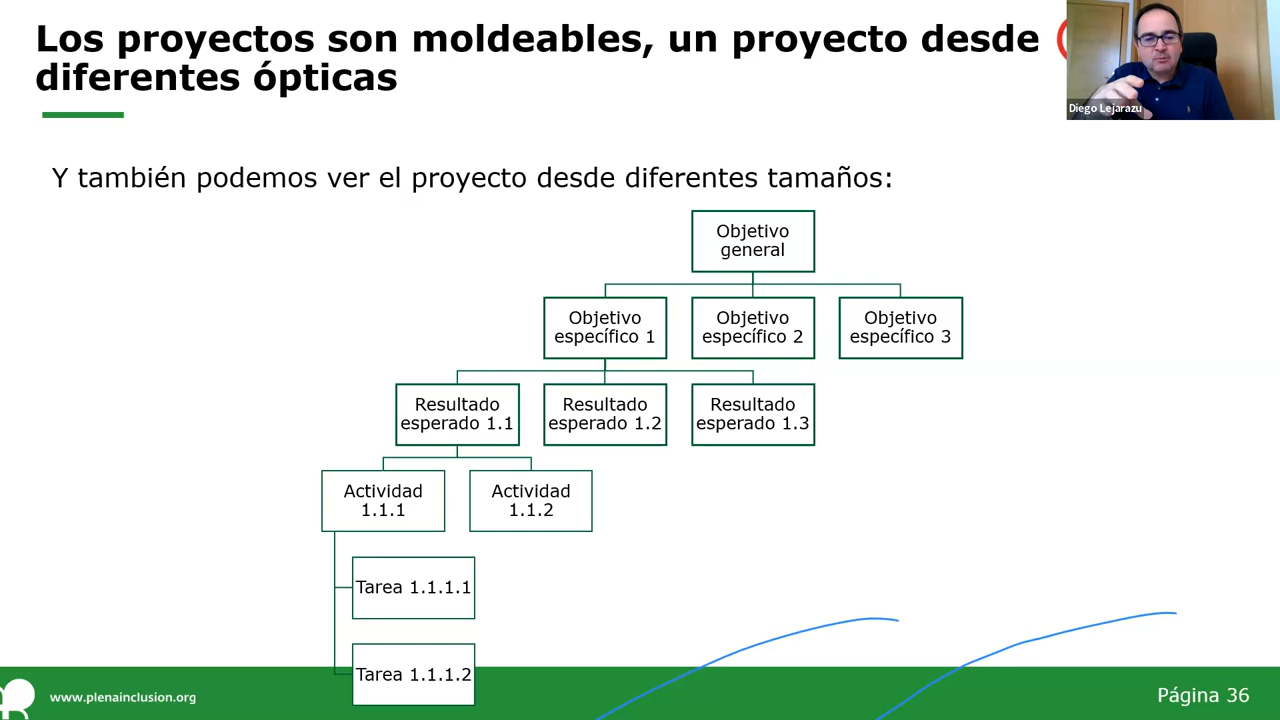 Los proyectos son moldeables, un proyecto desde
diferentes ópticas
Diego Lejarazu
Y también podemos ver el proyecto desde diferentes tamaños:
Objetivo
general
Objetivo
específico 1
Objetivo
específico 2
Objetivo
específico 3
Resultado
esperado 1.1
Resultado
esperado 1.2
Resultado
esperado 1.3
Actividad
1.1.1
Actividad
1.1.2
Tarea 1.1.1.1
Tarea 1.1.1.2
www.plenainclusion.org
Página 36